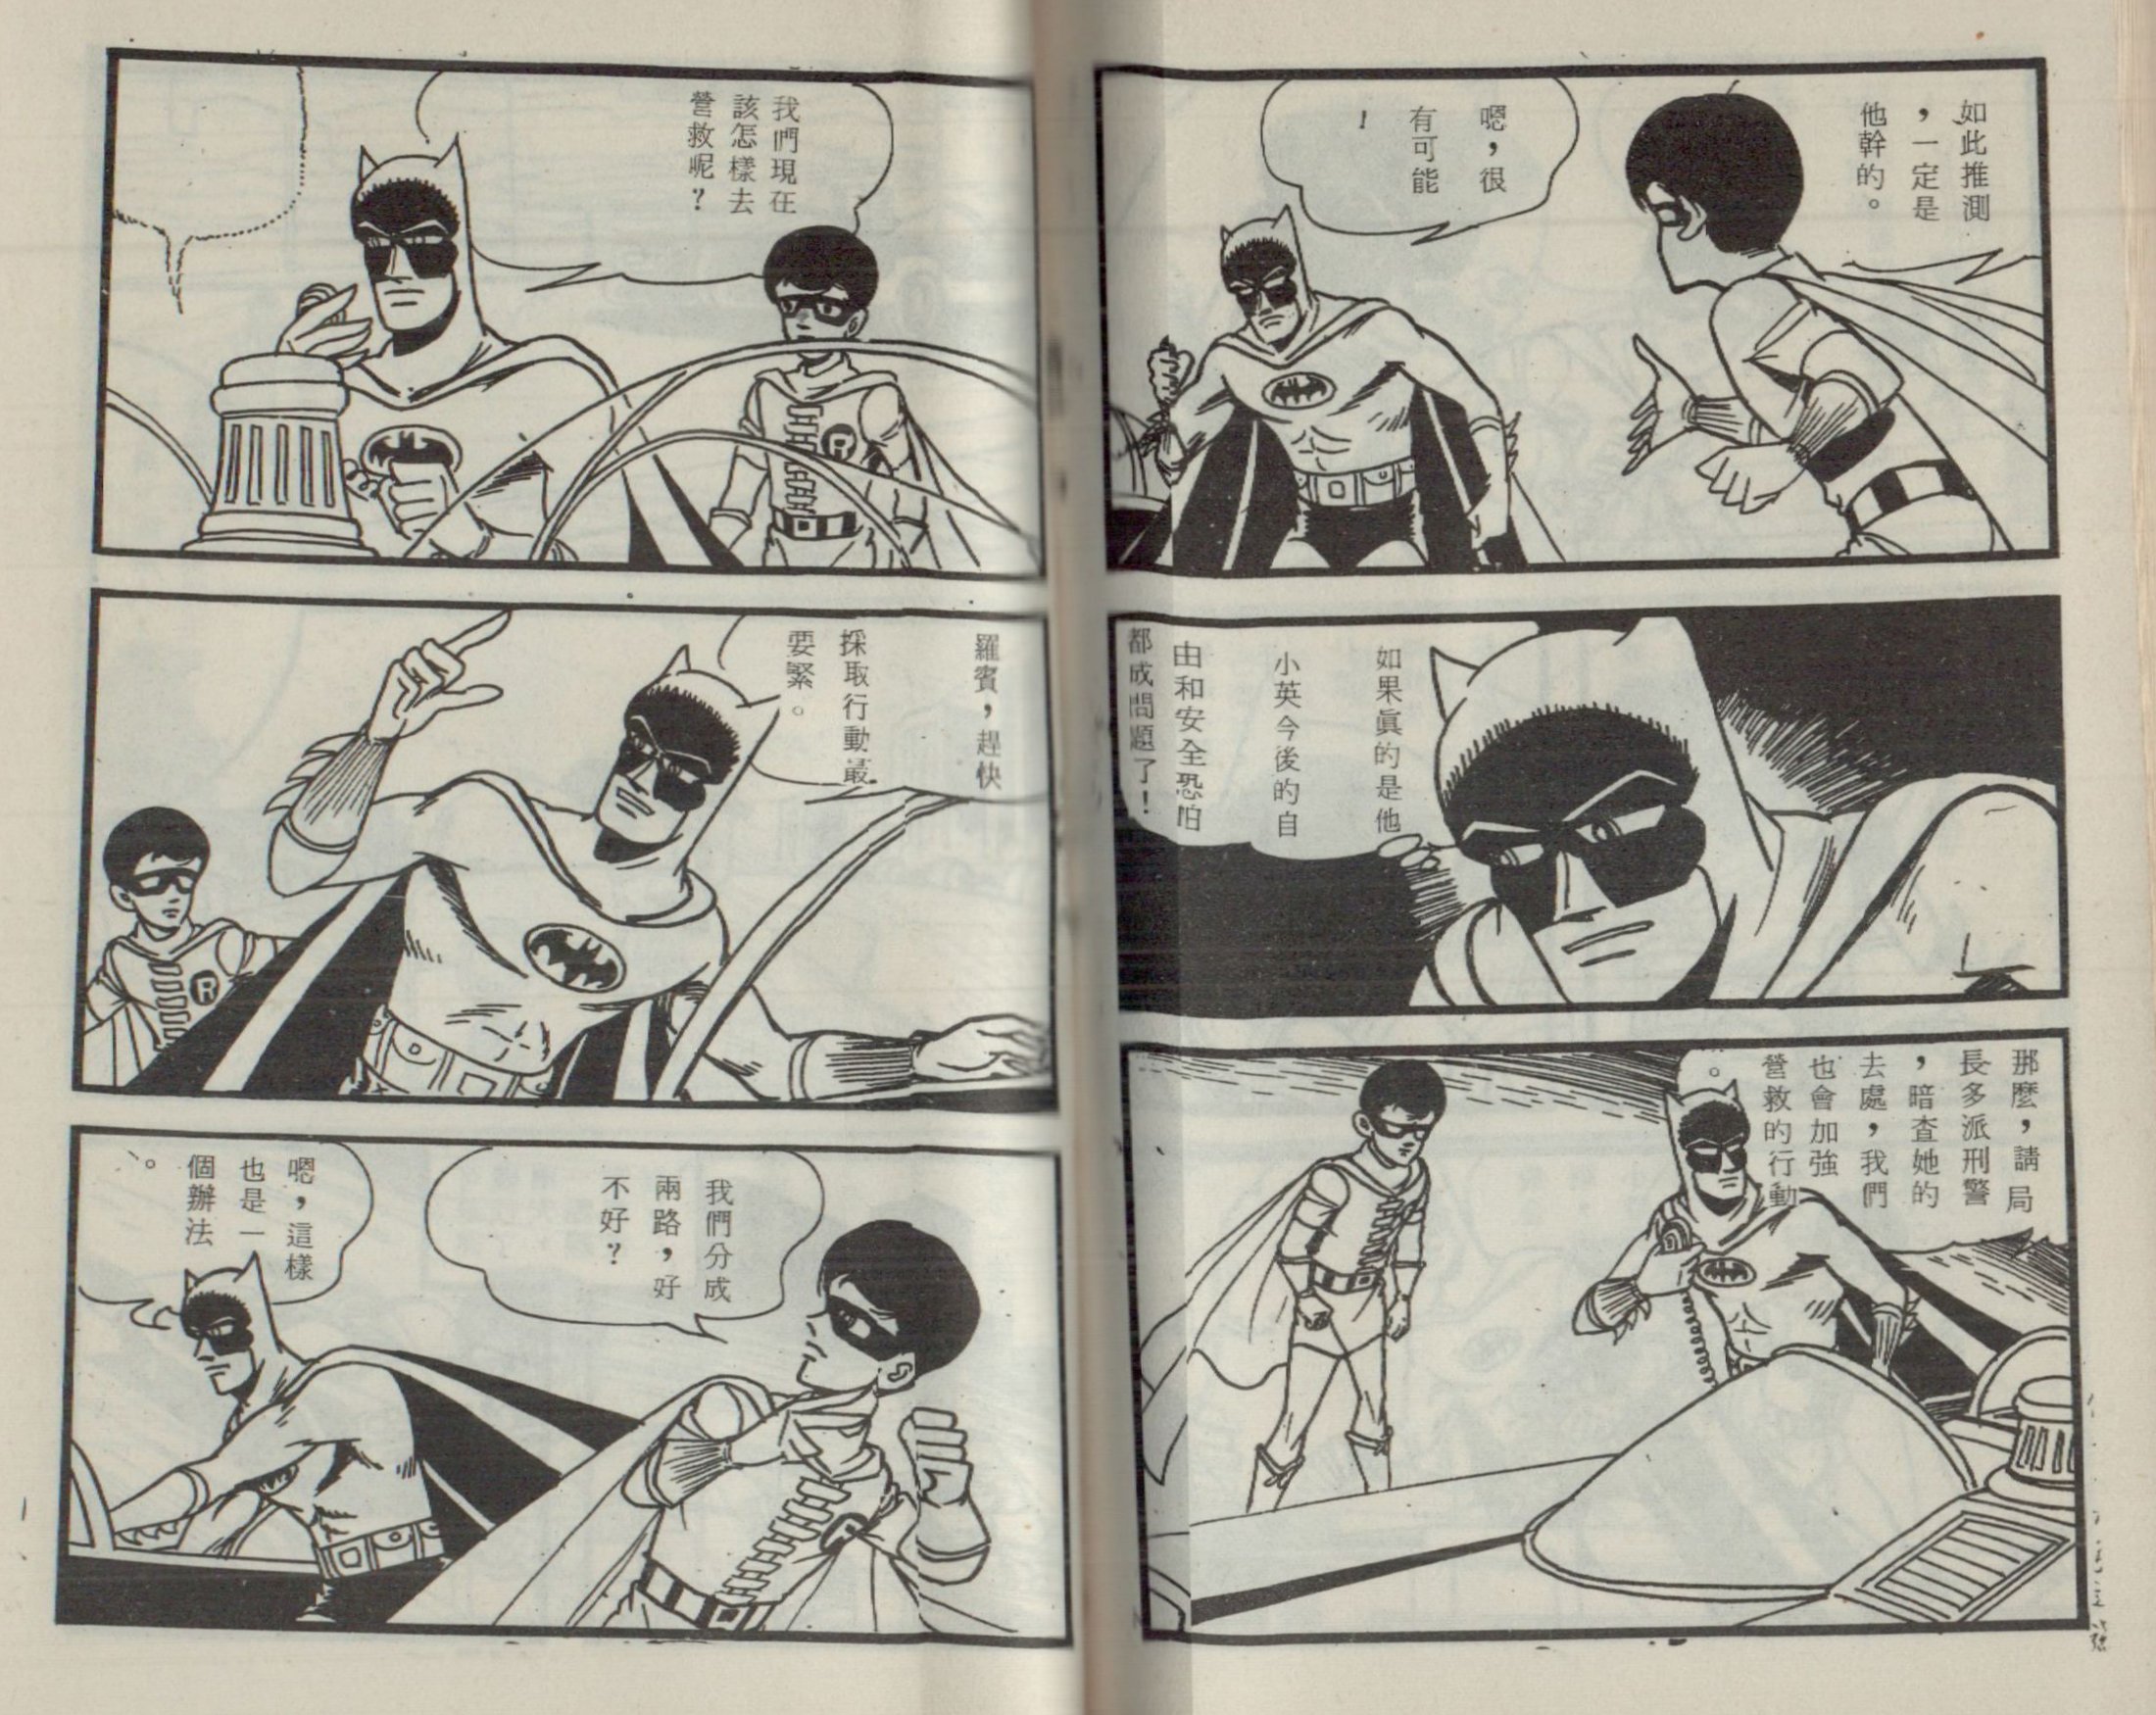 如此推測
，一定是
他幹的。
嗯，很
有可能
！
如果眞的是他
小英今後的自
由和安全恐怕
都成問題了！
那麼，請局
長多派刑警
，暗査她的
去處，我們
也會加強
營救的行動
。
我們現在
該怎樣去
營救呢？
R
羅賓，趕快
採取行動最
要緊。
R
我們分成
兩路，好
不好？
嗯，這樣
也是一
個辦法
。